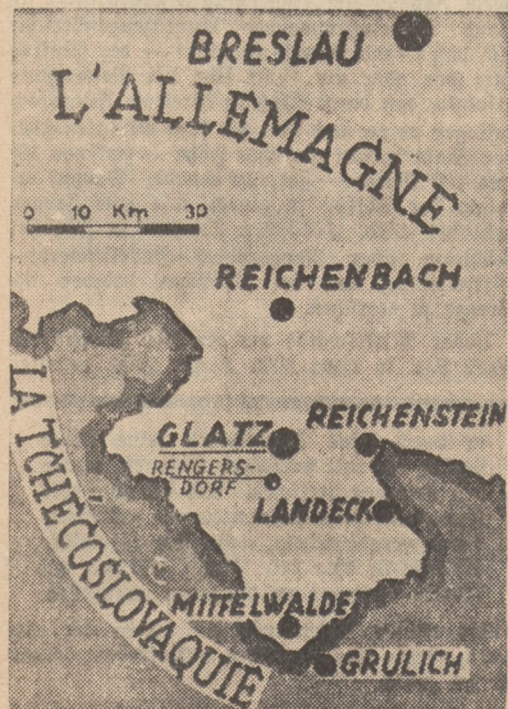 BRESLAU
L'ALLEMAGNE
0 10 Km 30
REICHENBACH
LA TCHÉCOSLOVAQUIE
GLATZ
REICHENSTEIN
RENGERS-
DORF
LANDECK
MITTELWALDE
GRULICH